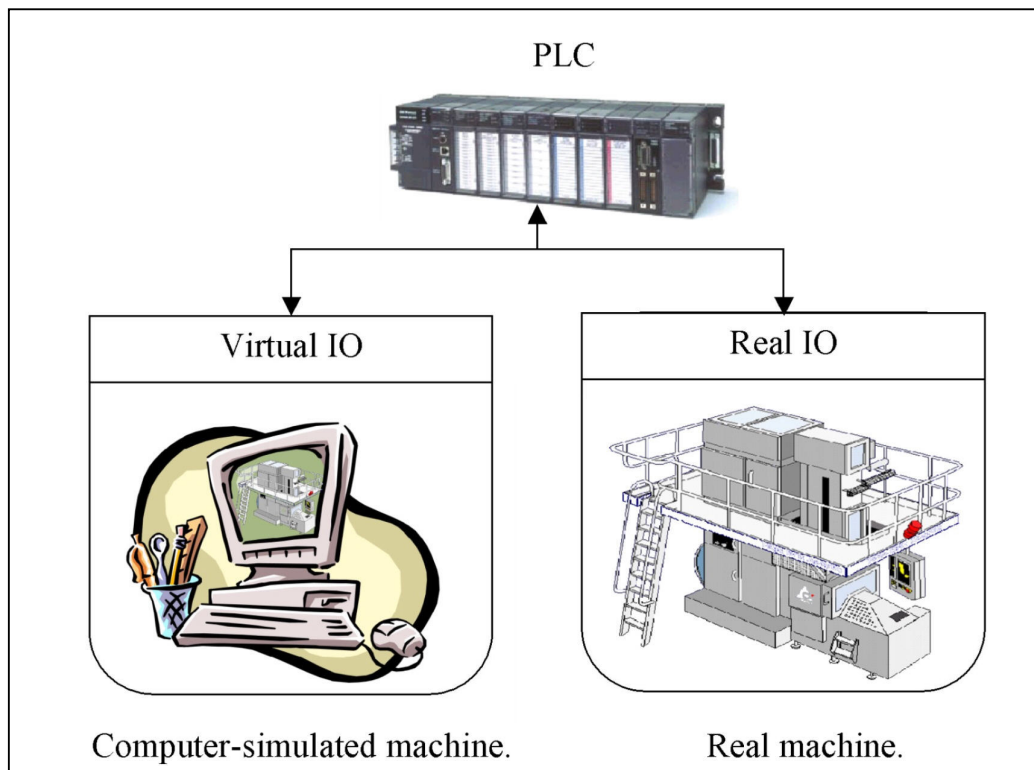 PLC
Virtual IO
Real IO
Computer-simulated machine.
Real machine.